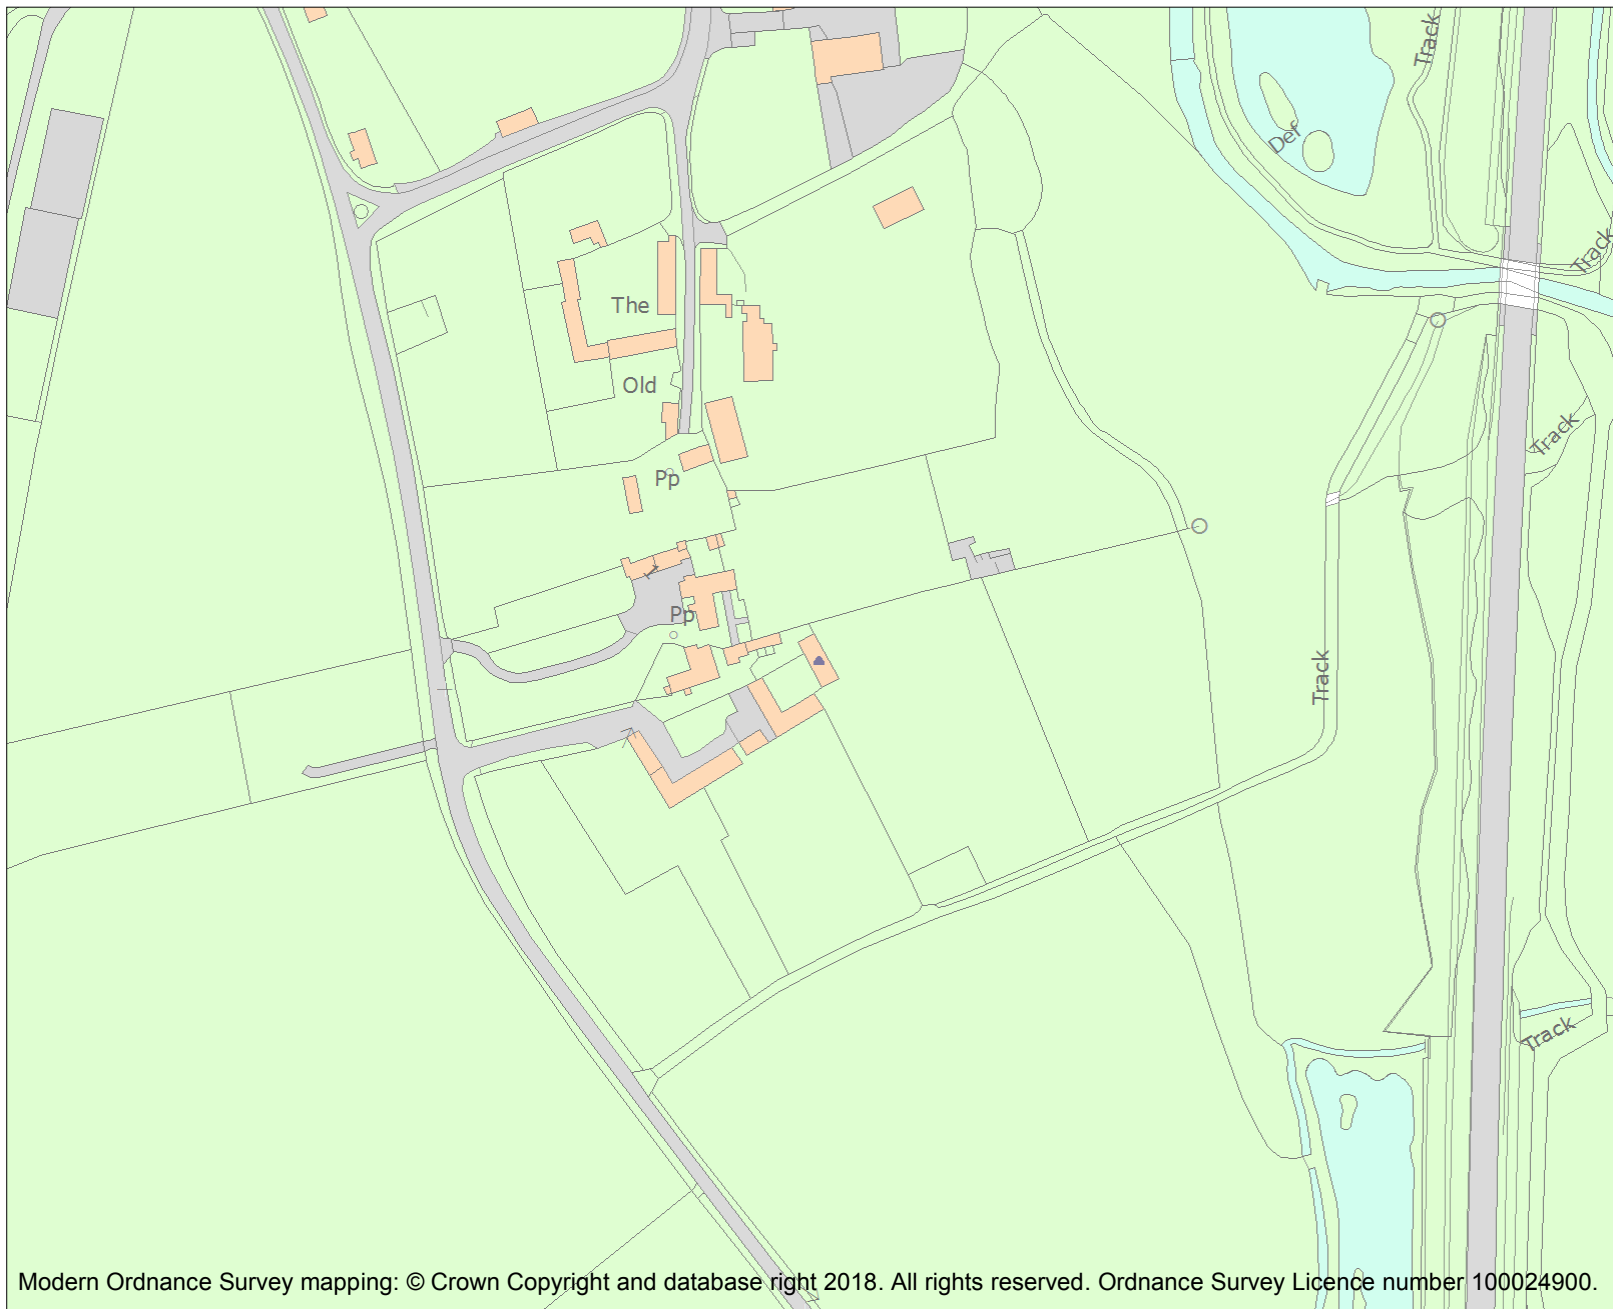 Track
Def
Track
The
Old
Track
Pp
1
Pp
Track
Track
Modern Ordnance Survey mapping: © Crown Copyright and database right 2018. All rights reserved. Ordnance Survey Licence number 100024900.